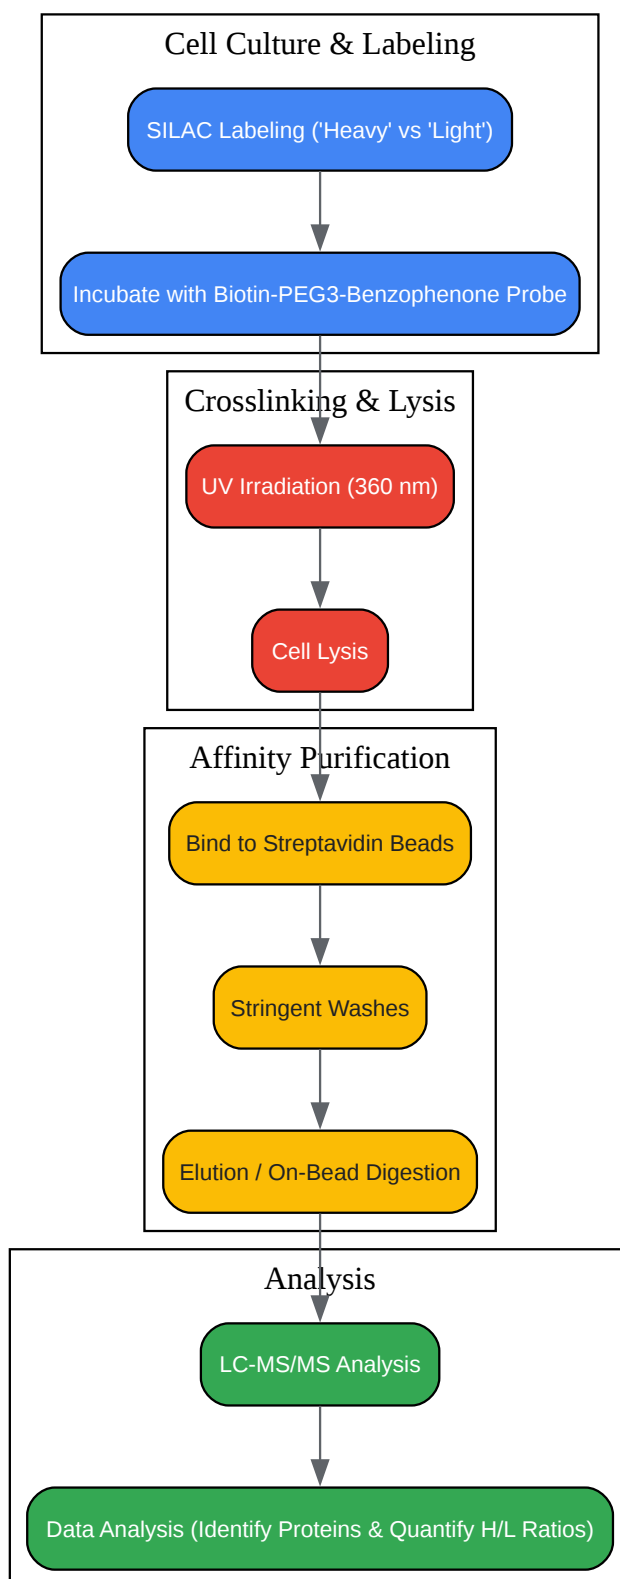 Cell Culture & Labeling
SILAC Labeling ('Heavy' vs 'Light')
Incubate with Biotin-PEG3-Benzophenone Probe
Crosslinking & Lysis
UV Irradiation (360 nm)
Cell Lysis
Affinity Purification
Bind to Streptavidin Beads
Stringent Washes
Elution / On-Bead Digestion
Analysis
LC-MS/MS Analysis
Data Analysis (Identify Proteins & Quantify H/L Ratios)